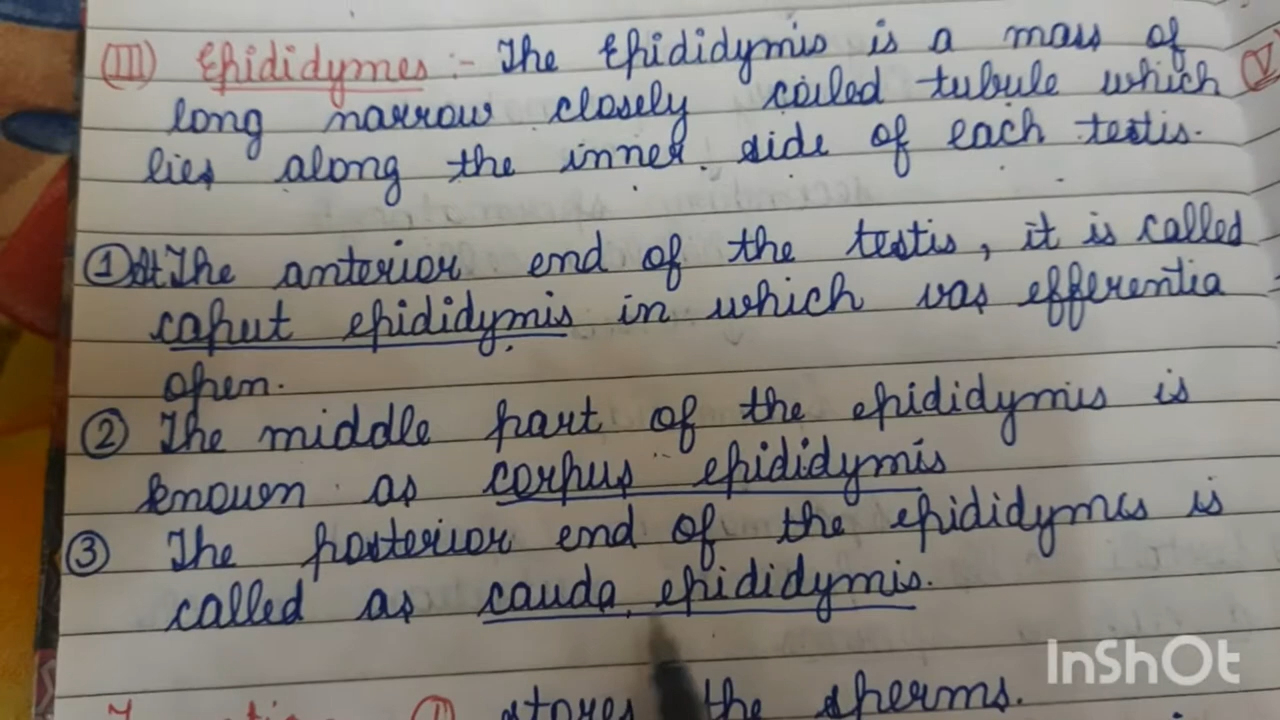 (III) Epididymes :- The Epididymis is a mass of
long narrow closely coiled tubule which (V)
lies along the inner side of each testis.
① At The anterior end of the testis, it is called
caput epididymis in which vas efferentia
open.
② The middle part of the epididymis is
known as corpus epididymis
③ The posterior end of the epididymis is
called as cauda epididymis.
① stores the sperms.
InShOt